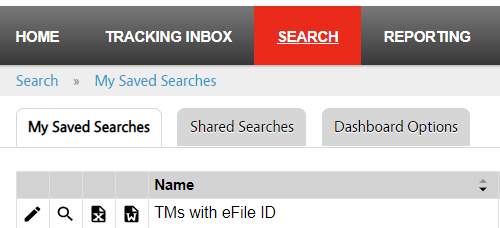 HOME TRACKING INBOX SEARCH REPORTING
Search » My Saved Searches
My Saved Searches Shared Searches Dashboard Options
Name
TMs with eFile ID